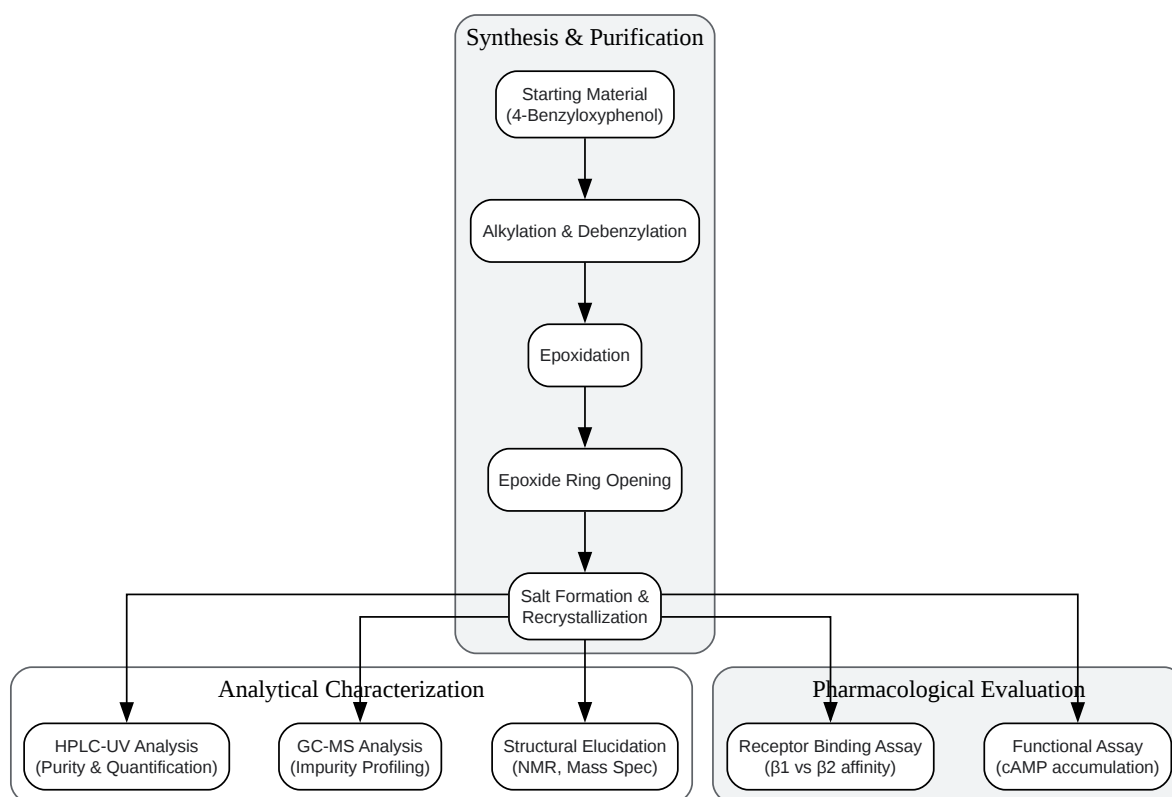 Synthesis & Purification
Starting Material
(4-Benzyloxyphenol)
Alkylation & Debenzylation
Epoxidation
Epoxide Ring Opening
Salt Formation &
Recrystallization
Analytical Characterization
HPLC-UV Analysis
(Purity & Quantification)
GC-MS Analysis
(Impurity Profiling)
Structural Elucidation
(NMR, Mass Spec)
Pharmacological Evaluation
Receptor Binding Assay
(β1 vs β2 affinity)
Functional Assay
(cAMP accumulation)